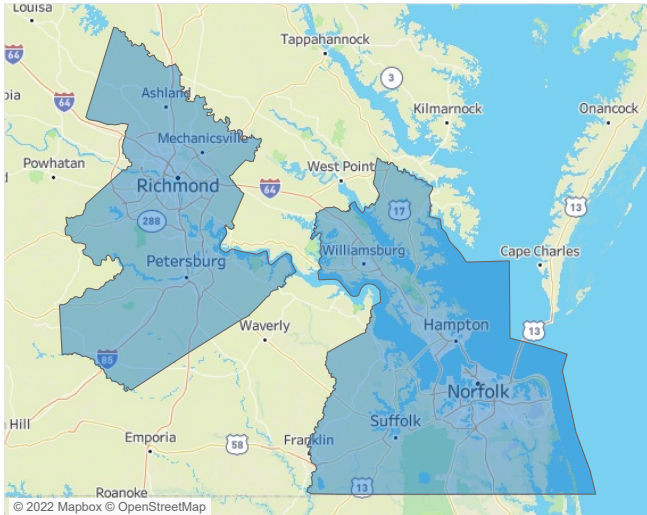 Louisa
Tappahannock
64
3
Ashland
64
Kilmarnock
Onancock
Mechanicsville
Powhatan
West Point
Richmond
64
17
13
288
Williamsburg
Cape Charles
Petersburg
Waverly
Hampton
13
85
Norfolk
Hill
Suffolk
Emporia
58
Franklin
13
Roanoke
© 2022 Mapbox © OpenStreetMap